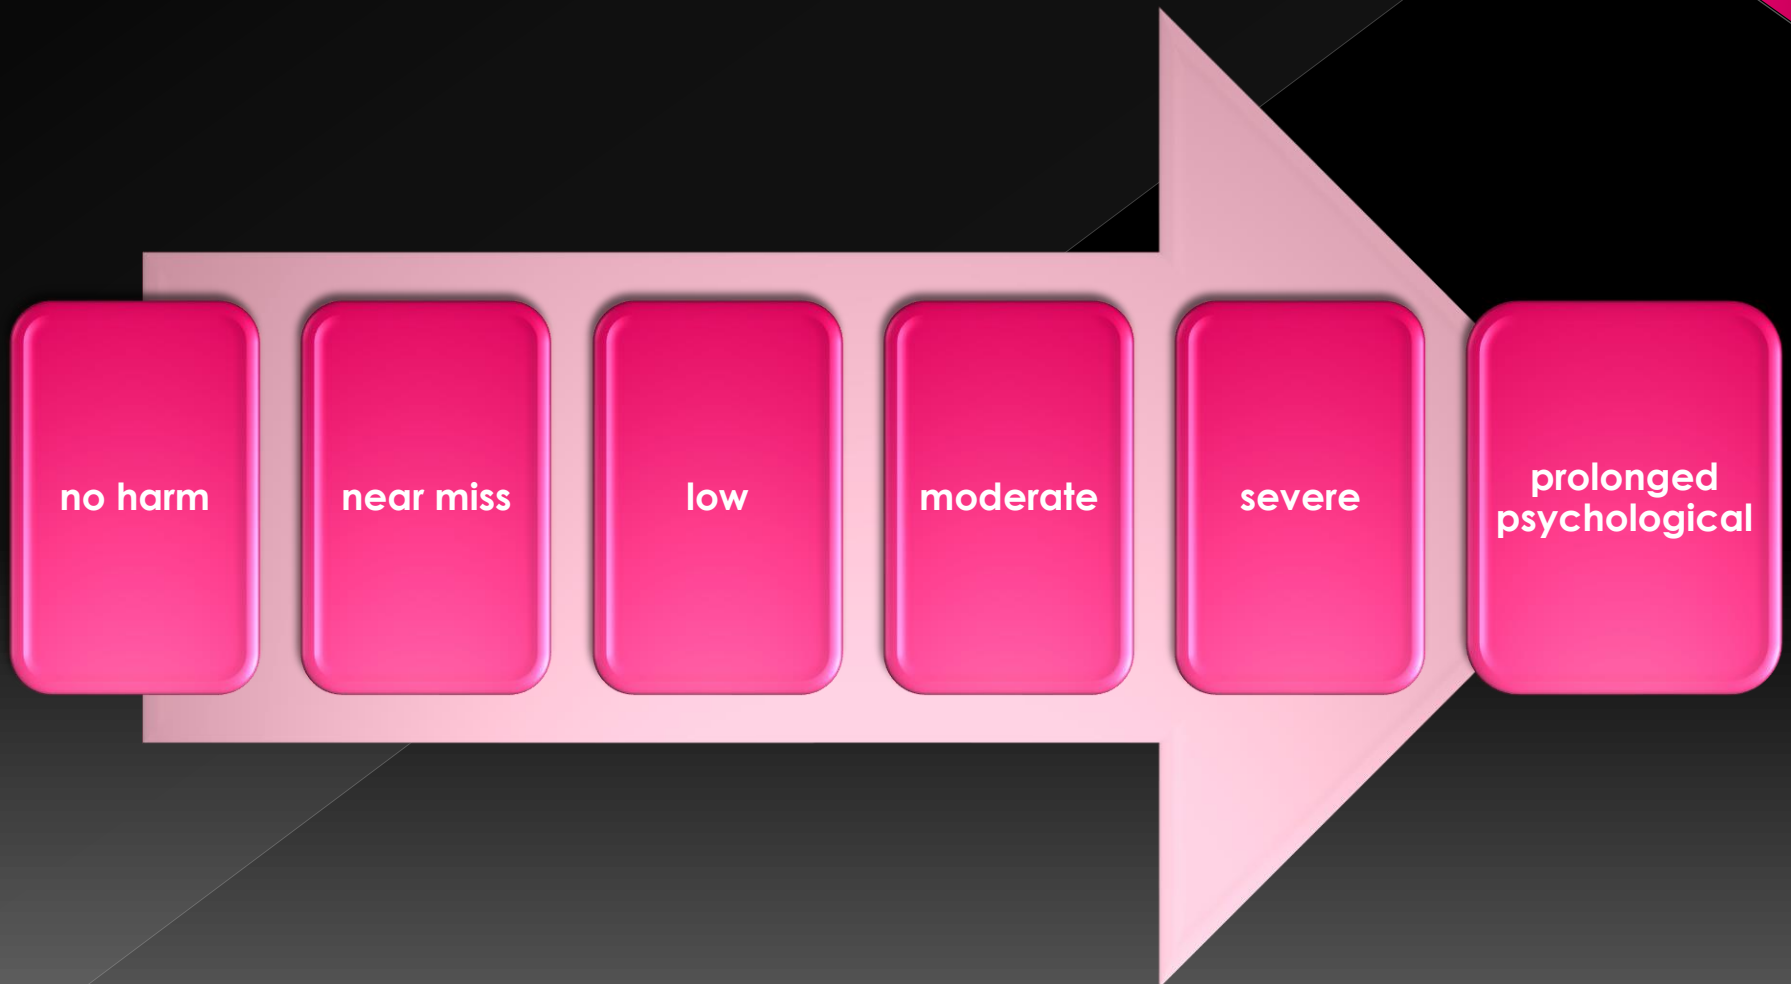 no harm
near miss
low
moderate
severe
prolonged
psychological